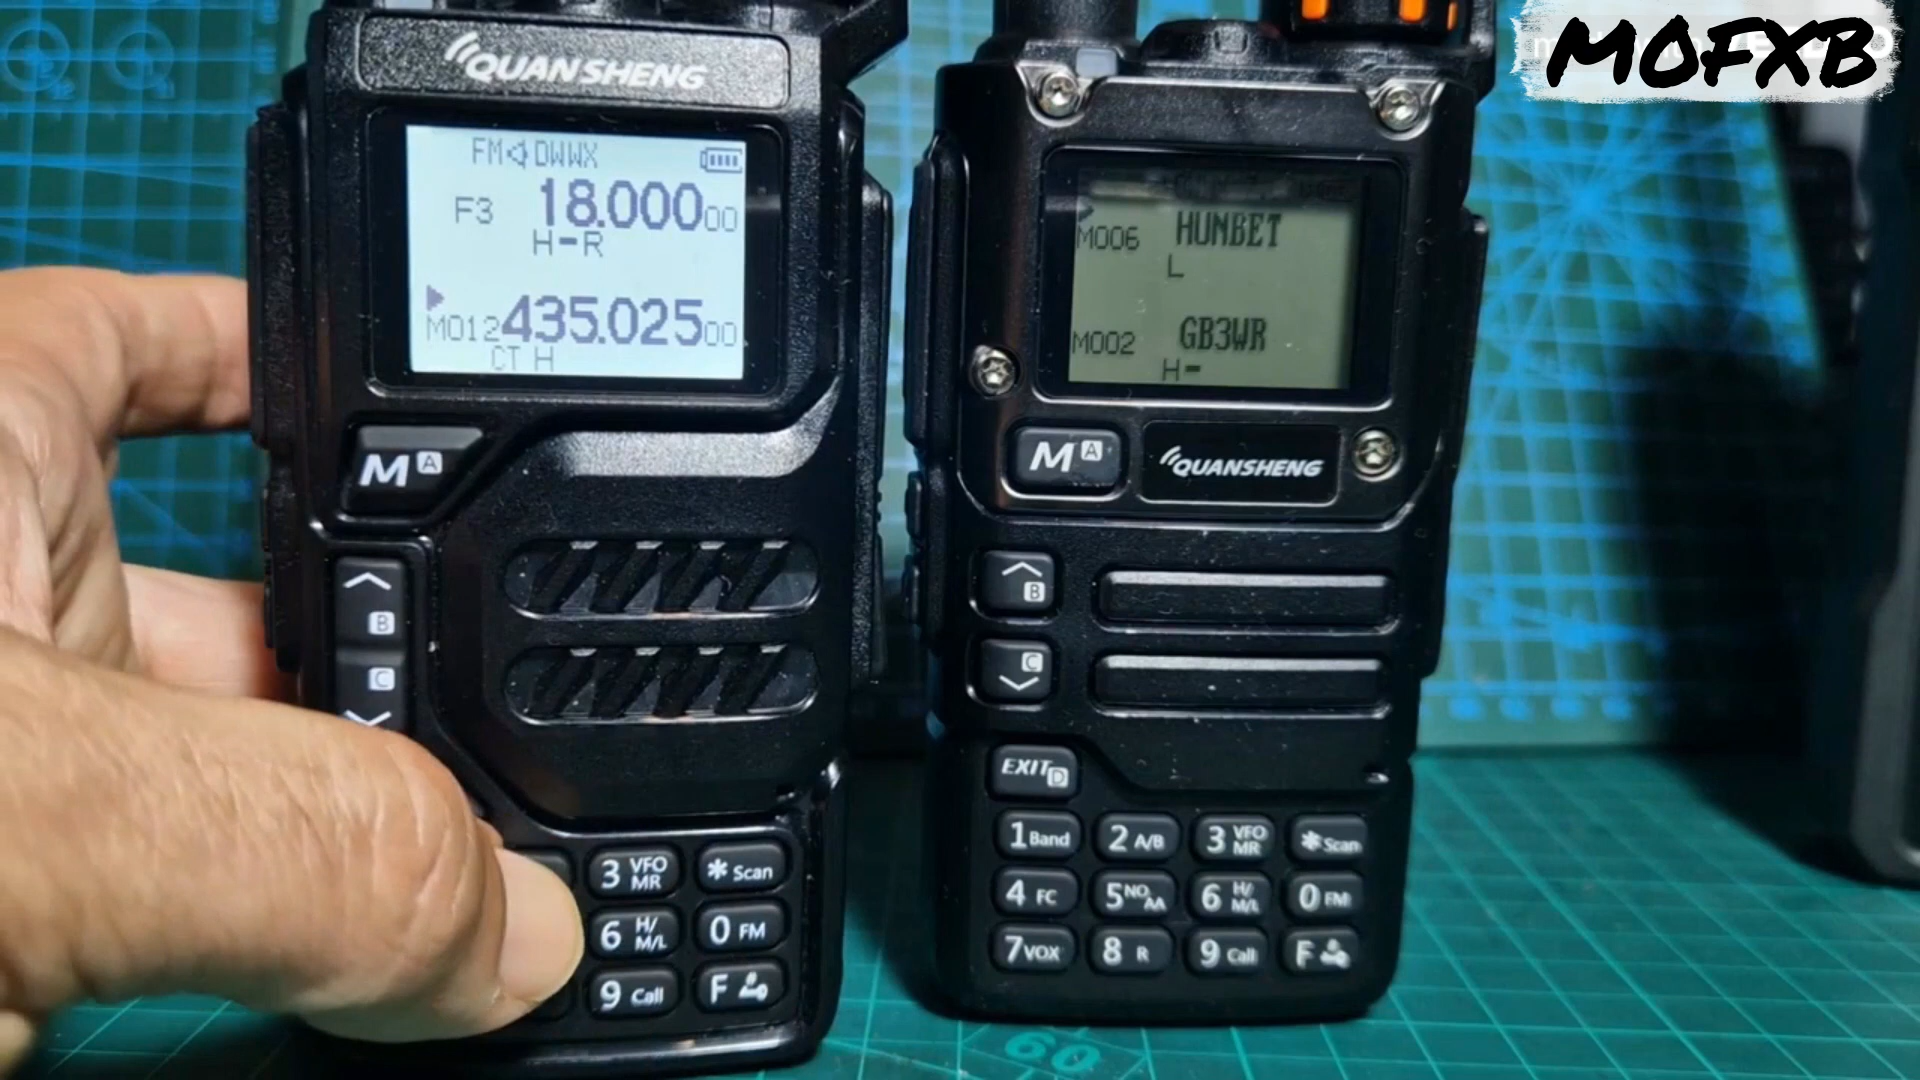 MOFXB
QUANSHENG
FM DWWX
F3 18.00000
H-R
M012 435.02500
CT H
M A
B
C
3 VFO MR
* Scan
6 H/M/L
0 FM
9 Call
F
M006 HUNBET
L
M002 GB3WR
H-
M A
QUANSHENG
B
C
EXIT D
1 Band
2 A/B
3 VFO MR
* Scan
4 FC
5 NOAA
6 H/M/L
0 FM
7 VOX
8 R
9 Call
F
60